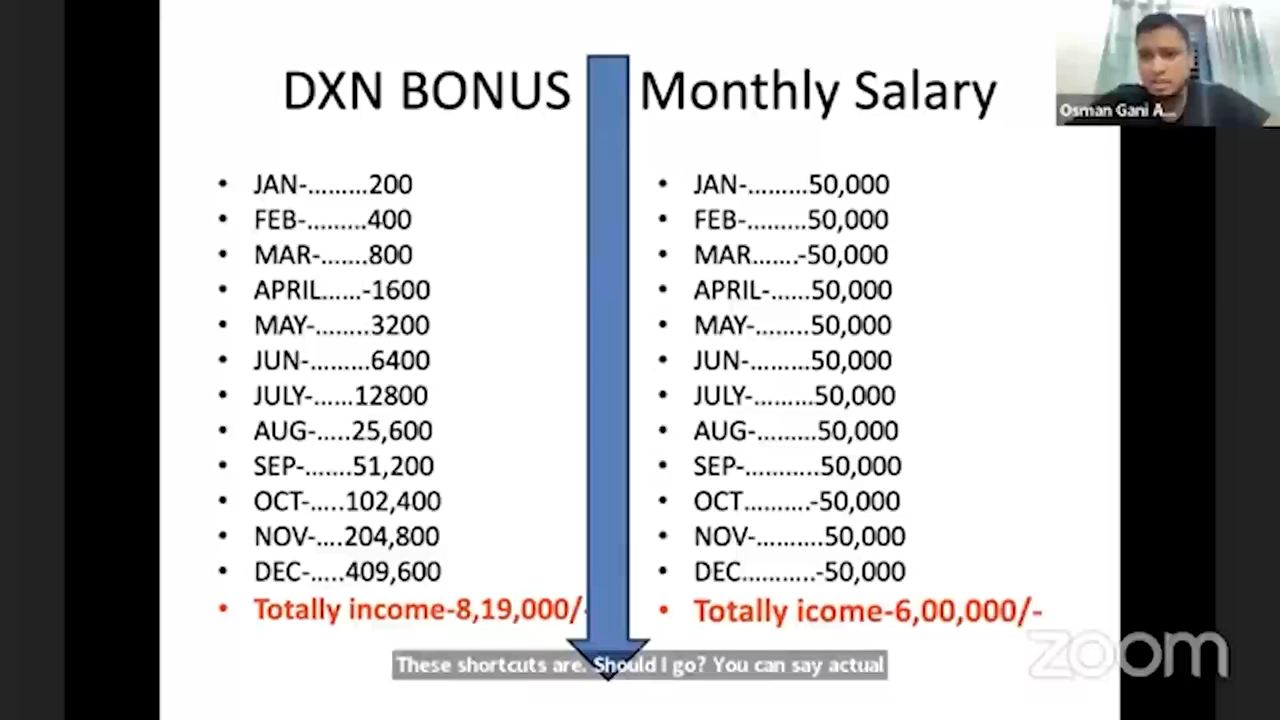 DXN BONUS
Monthly Salary
Osman Gani A...
• JAN-.........200
• FEB-.........400
• MAR-.......800
• APRIL......-1600
• MAY-........3200
• JUN-.........6400
• JULY-......12800
• AUG-.....25,600
• SEP-.......51,200
• OCT-.....102,400
• NOV-....204,800
• DEC-.....409,600
• Totally income-8,19,000/-
• JAN-.........50,000
• FEB-.........50,000
• MAR.......-50,000
• APRIL-......50,000
• MAY-........50,000
• JUN-.........50,000
• JULY-.........50,000
• AUG-.........50,000
• SEP-...........50,000
• OCT..........-50,000
• NOV-..........50,000
• DEC...........-50,000
• Totally icome-6,00,000/-
These shortcuts are. Should I go? You can say actual
zoom